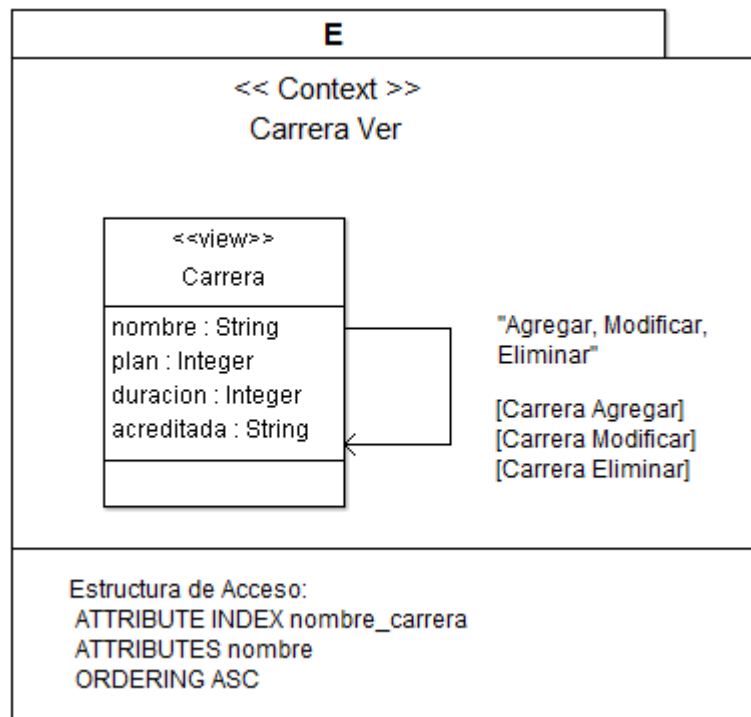 E
<< Context >>
Carrera Ver
<<view>>
Carrera
nombre : String
plan : Integer
duracion : Integer
acreditada : String
"Agregar, Modificar,
Eliminar"
[Carrera Agregar]
[Carrera Modificar]
[Carrera Eliminar]
Estructura de Acceso:
ATTRIBUTE INDEX nombre_carrera
ATTRIBUTES nombre
ORDERING ASC